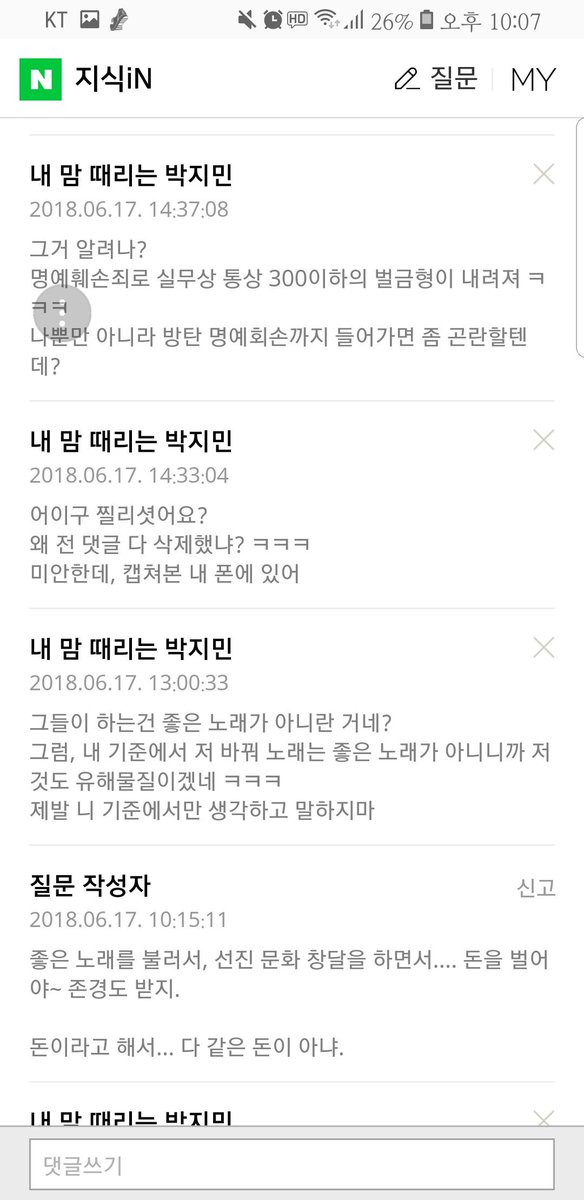 KT HD 26% 오후 10:07
N 지식iN 질문 MY
내 맘 때리는 박지민
2018.06.17. 14:37:08
그거 알려나?
명예훼손죄로 실무상 통상 300이하의 벌금형이 내려져 ㅋ
ㅋㅋ
나뿐만 아니라 방탄 명예회손까지 들어가면 좀 곤란할텐
데?
내 맘 때리는 박지민
2018.06.17. 14:33:04
어이구 찔리셧어요?
왜 전 댓글 다 삭제했냐? ㅋㅋㅋ
미안한데, 캡쳐본 내 폰에 있어
내 맘 때리는 박지민
2018.06.17. 13:00:33
그들이 하는건 좋은 노래가 아니란 거네?
그럼, 내 기준에서 저 바꿔 노래는 좋은 노래가 아니니까 저
것도 유해물질이겠네 ㅋㅋㅋ
제발 니 기준에서만 생각하고 말하지마
질문 작성자 신고
2018.06.17. 10:15:11
좋은 노래를 불러서, 선진 문화 창달을 하면서.... 돈을 벌어
야~ 존경도 받지.
돈이라고 해서... 다 같은 돈이 아냐.
내 맘 때리는 박지민
댓글쓰기